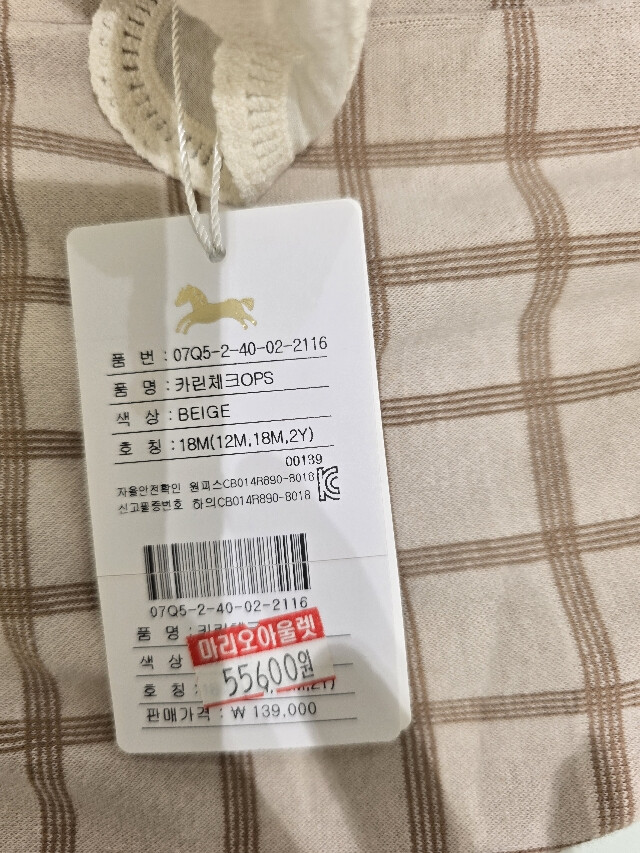 품 번 : 07Q5-2-40-02-2116
품 명 : 카린체크OPS
색 상 : BEIGE
호 칭 : 18M(12M,18M,2Y)
00139
자율안전확인 원피스CB014R890-8018
신고필증번호 하의CB014R890-8018
07Q5-2-40-02-2116
품 명 :
마리오아울렛
색 상
55600원
호 칭 :
판매가격 : ₩ 139,000